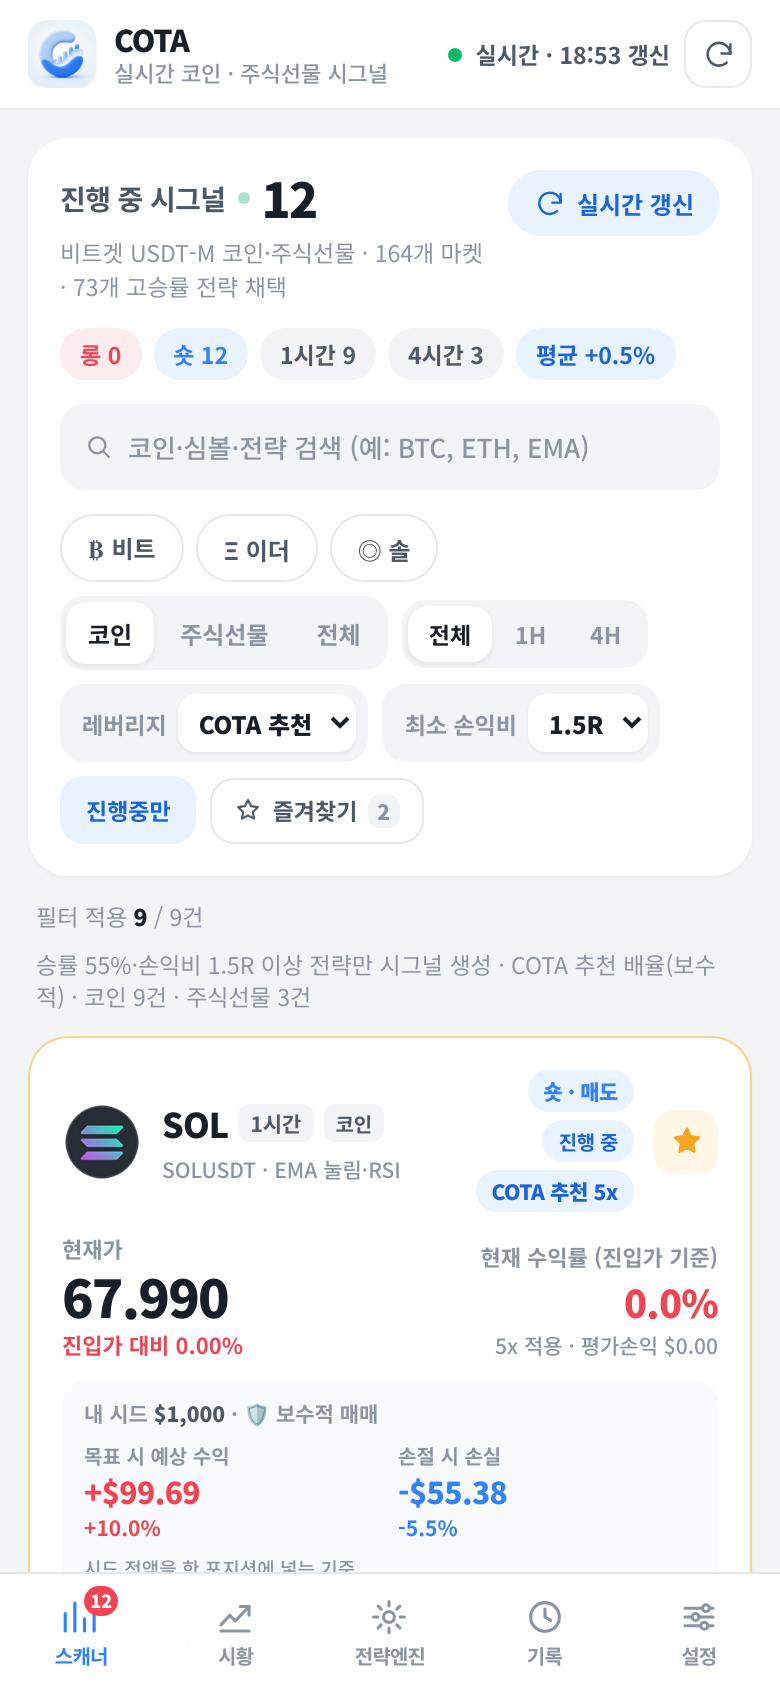 COTA
실시간 코인 · 주식선물 시그널
실시간 · 18:53 갱신
진행 중 시그널 12
실시간 갱신
비트겟 USDT-M 코인·주식선물 · 164개 마켓
· 73개 고승률 전략 채택
롱 0 숏 12 1시간 9 4시간 3 평균 +0.5%
코인·심볼·전략 검색 (예: BTC, ETH, EMA)
₿ 비트 Ξ 이더 ◎ 솔
코인 주식선물 전체 전체 1H 4H
레버리지 COTA 추천 최소 손익비 1.5R
진행중만 즐겨찾기 2
필터 적용 9 / 9건
승률 55%·손익비 1.5R 이상 전략만 시그널 생성 · COTA 추천 배율(보수
적) · 코인 9건 · 주식선물 3건
숏 · 매도
SOL 1시간 코인
진행 중
SOLUSDT · EMA 눌림·RSI
COTA 추천 5x
현재가
현재 수익률 (진입가 기준)
67.990
0.0%
진입가 대비 0.00%
5x 적용 · 평가손익 $0.00
내 시드 $1,000 · 🛡️ 보수적 매매
목표 시 예상 수익 손절 시 손실
+$99.69 -$55.38
+10.0% -5.5%
시드 전액을 한 포지션에 넣는 기준
12
스캐너 시황 전략엔진 기록 설정